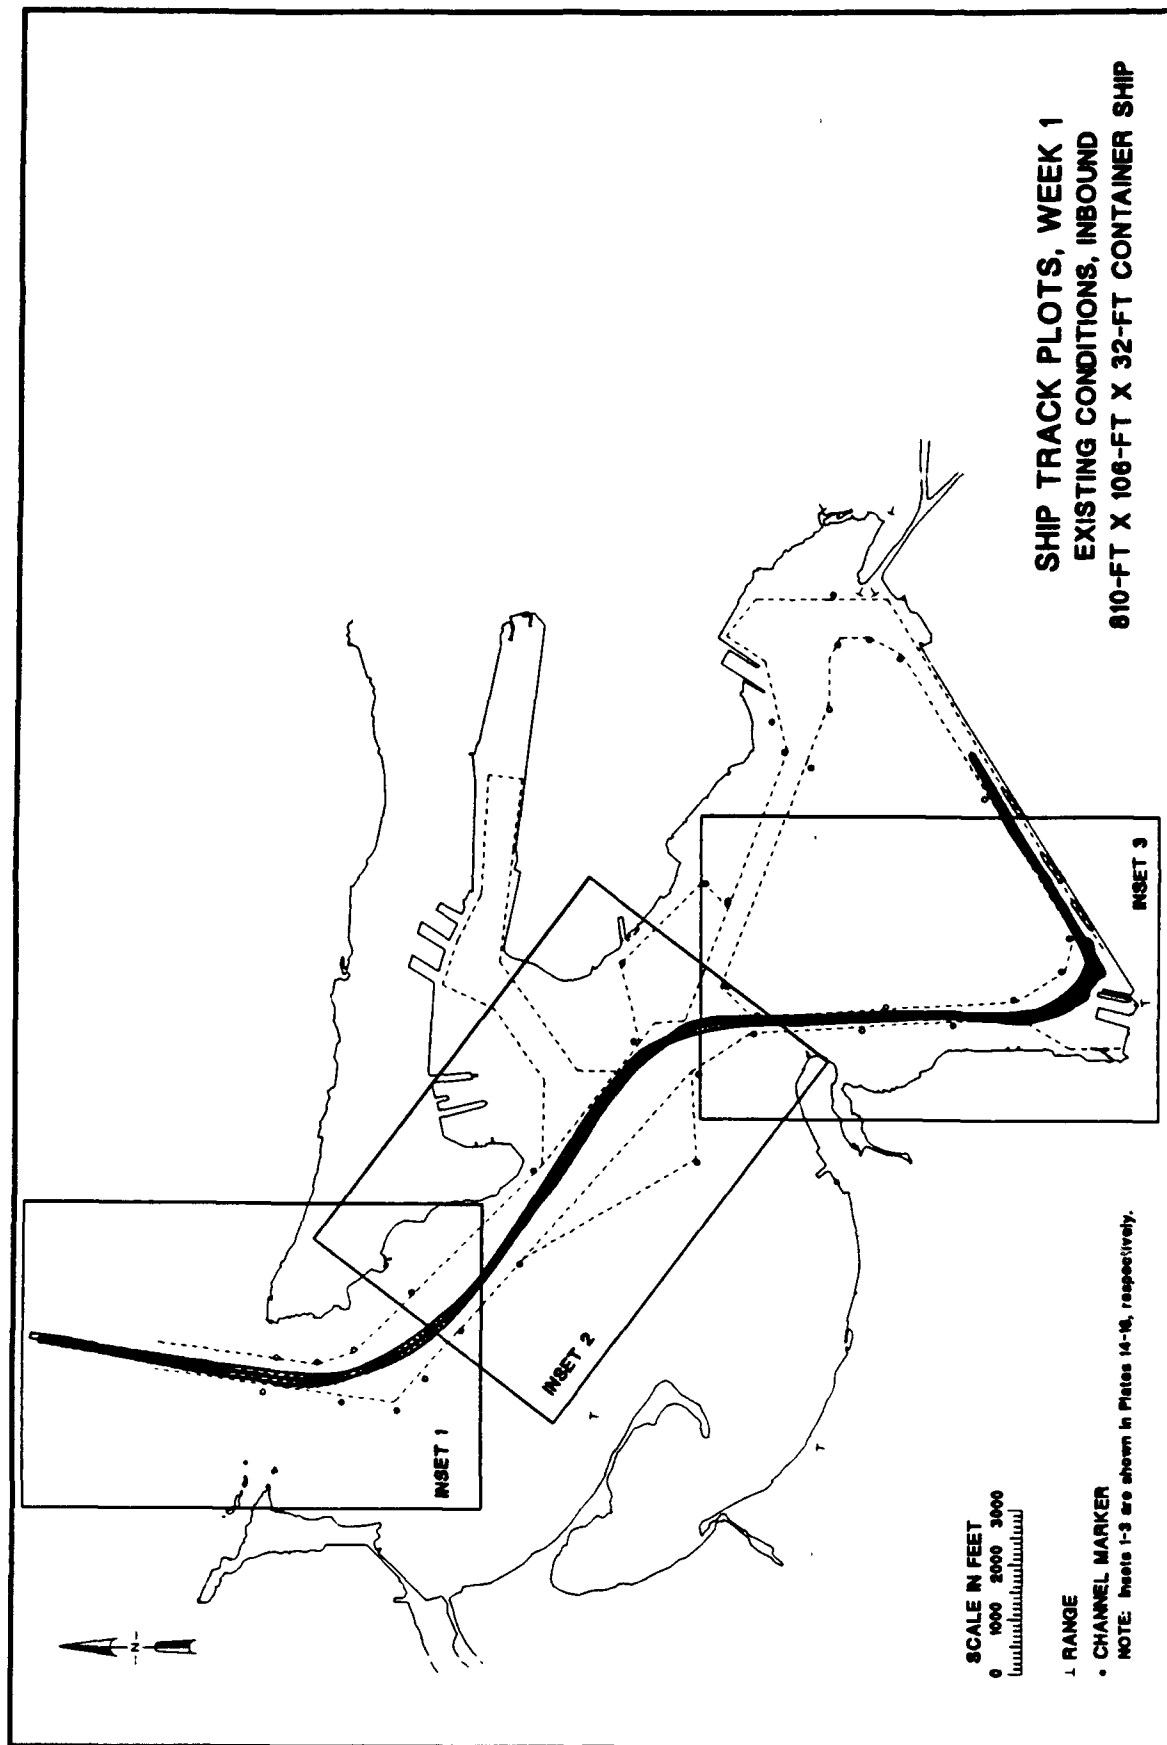 SHIP TRACK PLOTS, WEEK 1
EXISTING CONDITIONS, INBOUND
810-FT X 106-FT X 32-FT CONTAINER SHIP
INSET 1
INSET 2
INSET 3
-N-
SCALE IN FEET
0 1000 2000 3000
⊥ RANGE
• CHANNEL MARKER
NOTE: Insets 1-3 are shown in Plates 14-16, respectively.